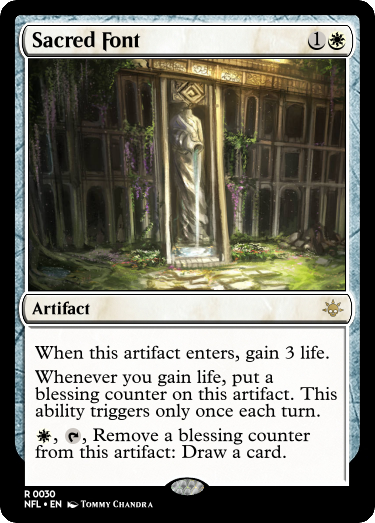 Sacred Font 1
Artifact
When this artifact enters, gain 3 life.
Whenever you gain life, put a
blessing counter on this artifact. This
ability triggers only once each turn.
, , Remove a blessing counter
from this artifact: Draw a card.
R 0030
NFL • EN Tommy Chandra